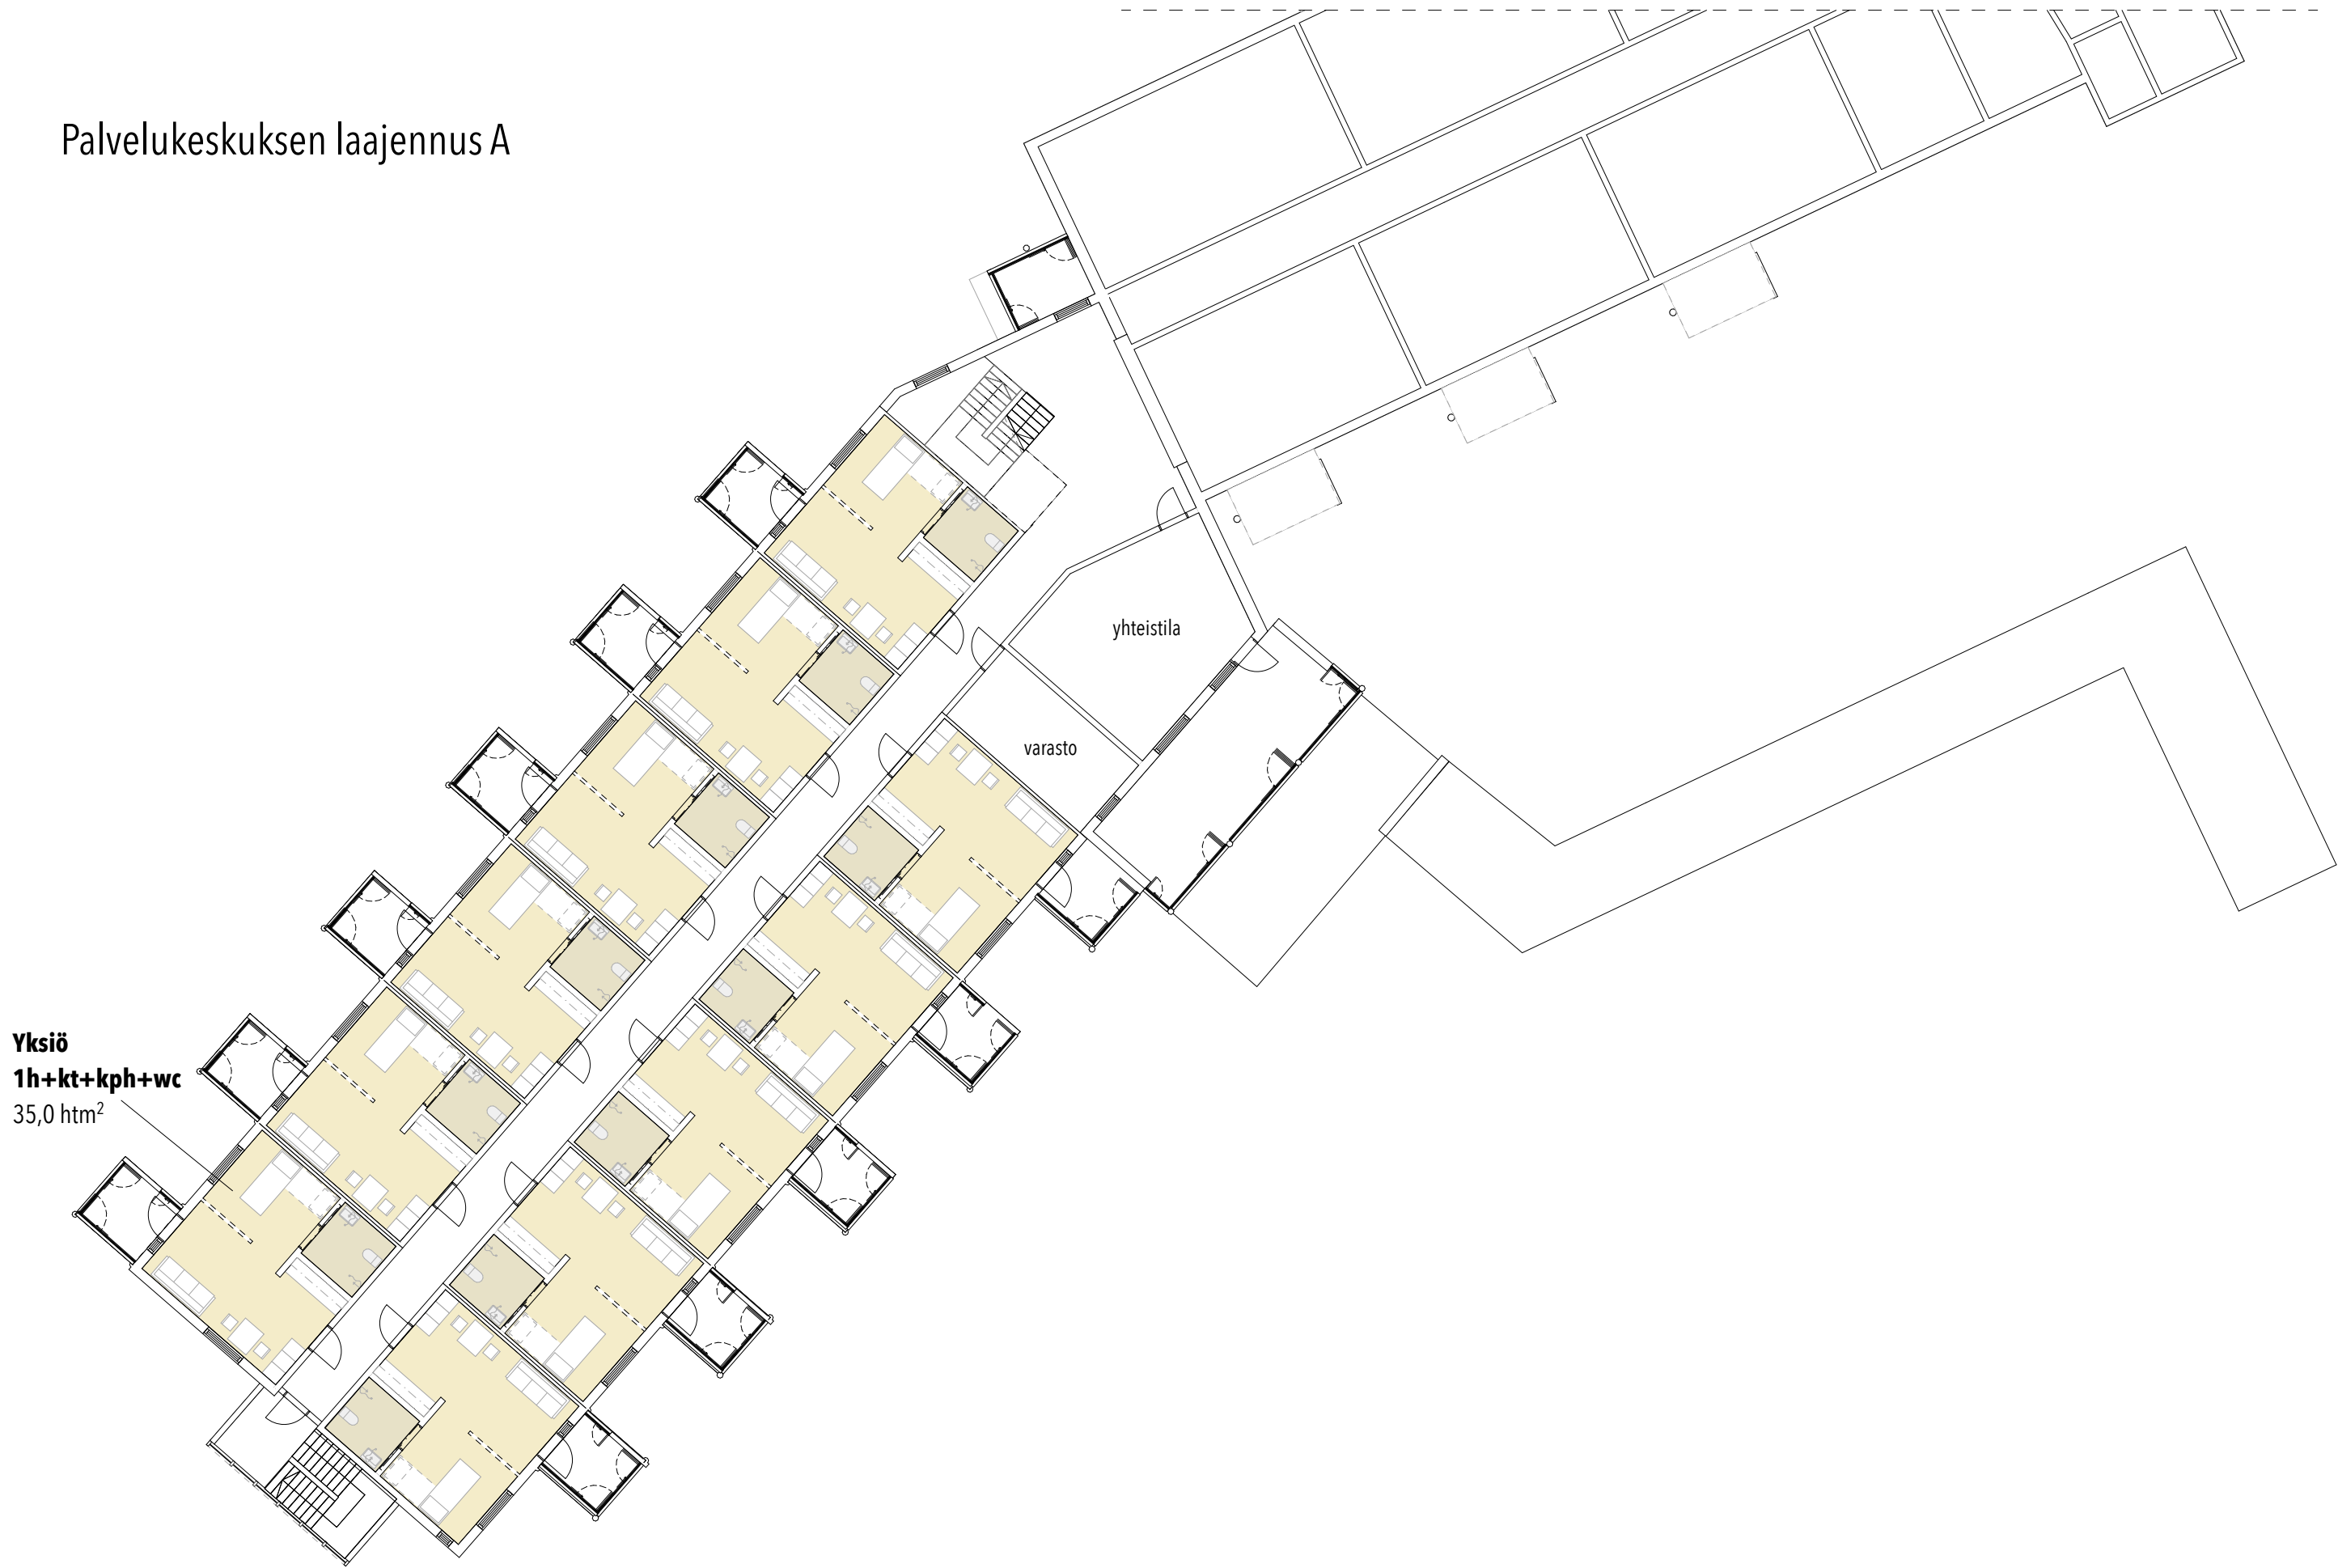 Palvelukeskuksen laajennus A
yhteistila
varasto
Yksiö
1h+kt+kph+wc
35,0 htm²